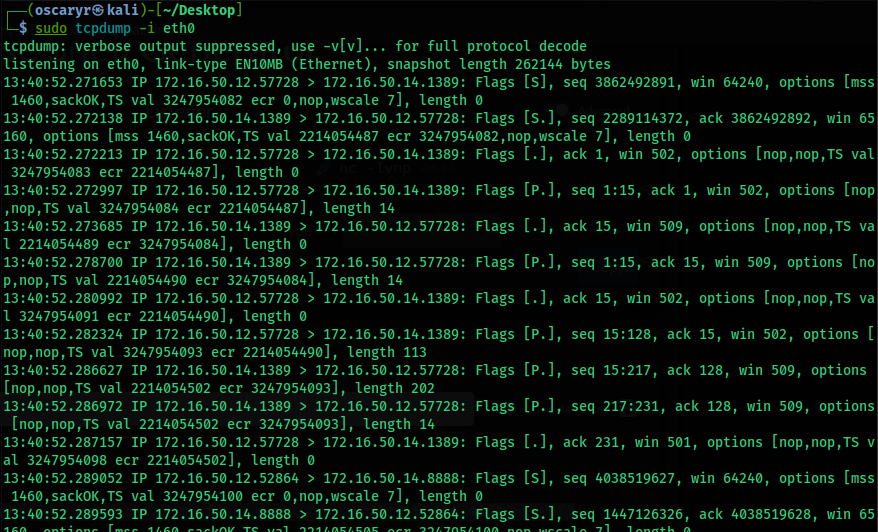 ┌──(oscaryr㉿kali)-[~/Desktop]
└─$ sudo tcpdump -i eth0
tcpdump: verbose output suppressed, use -v[v]... for full protocol decode
listening on eth0, link-type EN10MB (Ethernet), snapshot length 262144 bytes
13:40:52.271653 IP 172.16.50.12.57728 > 172.16.50.14.1389: Flags [S], seq 3862492891, win 64240, options [mss
 1460,sackOK,TS val 3247954082 ecr 0,nop,wscale 7], length 0
13:40:52.272138 IP 172.16.50.14.1389 > 172.16.50.12.57728: Flags [S.], seq 2289114372, ack 3862492892, win 65
160, options [mss 1460,sackOK,TS val 2214054487 ecr 3247954082,nop,wscale 7], length 0
13:40:52.272213 IP 172.16.50.12.57728 > 172.16.50.14.1389: Flags [.], ack 1, win 502, options [nop,nop,TS val
 3247954083 ecr 2214054487], length 0
13:40:52.272997 IP 172.16.50.12.57728 > 172.16.50.14.1389: Flags [P.], seq 1:15, ack 1, win 502, options [nop
,nop,TS val 3247954084 ecr 2214054487], length 14
13:40:52.273685 IP 172.16.50.14.1389 > 172.16.50.12.57728: Flags [.], ack 15, win 509, options [nop,nop,TS va
l 2214054489 ecr 3247954084], length 0
13:40:52.278700 IP 172.16.50.14.1389 > 172.16.50.12.57728: Flags [P.], seq 1:15, ack 15, win 509, options [no
p,nop,TS val 2214054490 ecr 3247954084], length 14
13:40:52.280992 IP 172.16.50.12.57728 > 172.16.50.14.1389: Flags [.], ack 15, win 502, options [nop,nop,TS va
l 3247954091 ecr 2214054490], length 0
13:40:52.282324 IP 172.16.50.12.57728 > 172.16.50.14.1389: Flags [P.], seq 15:128, ack 15, win 502, options [
nop,nop,TS val 3247954093 ecr 2214054490], length 113
13:40:52.286627 IP 172.16.50.14.1389 > 172.16.50.12.57728: Flags [P.], seq 15:217, ack 128, win 509, options
[nop,nop,TS val 2214054502 ecr 3247954093], length 202
13:40:52.286972 IP 172.16.50.14.1389 > 172.16.50.12.57728: Flags [P.], seq 217:231, ack 128, win 509, options
 [nop,nop,TS val 2214054502 ecr 3247954093], length 14
13:40:52.287157 IP 172.16.50.12.57728 > 172.16.50.14.1389: Flags [.], ack 231, win 501, options [nop,nop,TS v
al 3247954098 ecr 2214054502], length 0
13:40:52.289052 IP 172.16.50.12.52864 > 172.16.50.14.8888: Flags [S], seq 4038519627, win 64240, options [mss
 1460,sackOK,TS val 3247954100 ecr 0,nop,wscale 7], length 0
13:40:52.289593 IP 172.16.50.14.8888 > 172.16.50.12.52864: Flags [S.], seq 1447126326, ack 4038519628, win 65
160, options [mss 1460,sackOK,TS val 2214054505 ecr 3247954100,nop,wscale 7], length 0